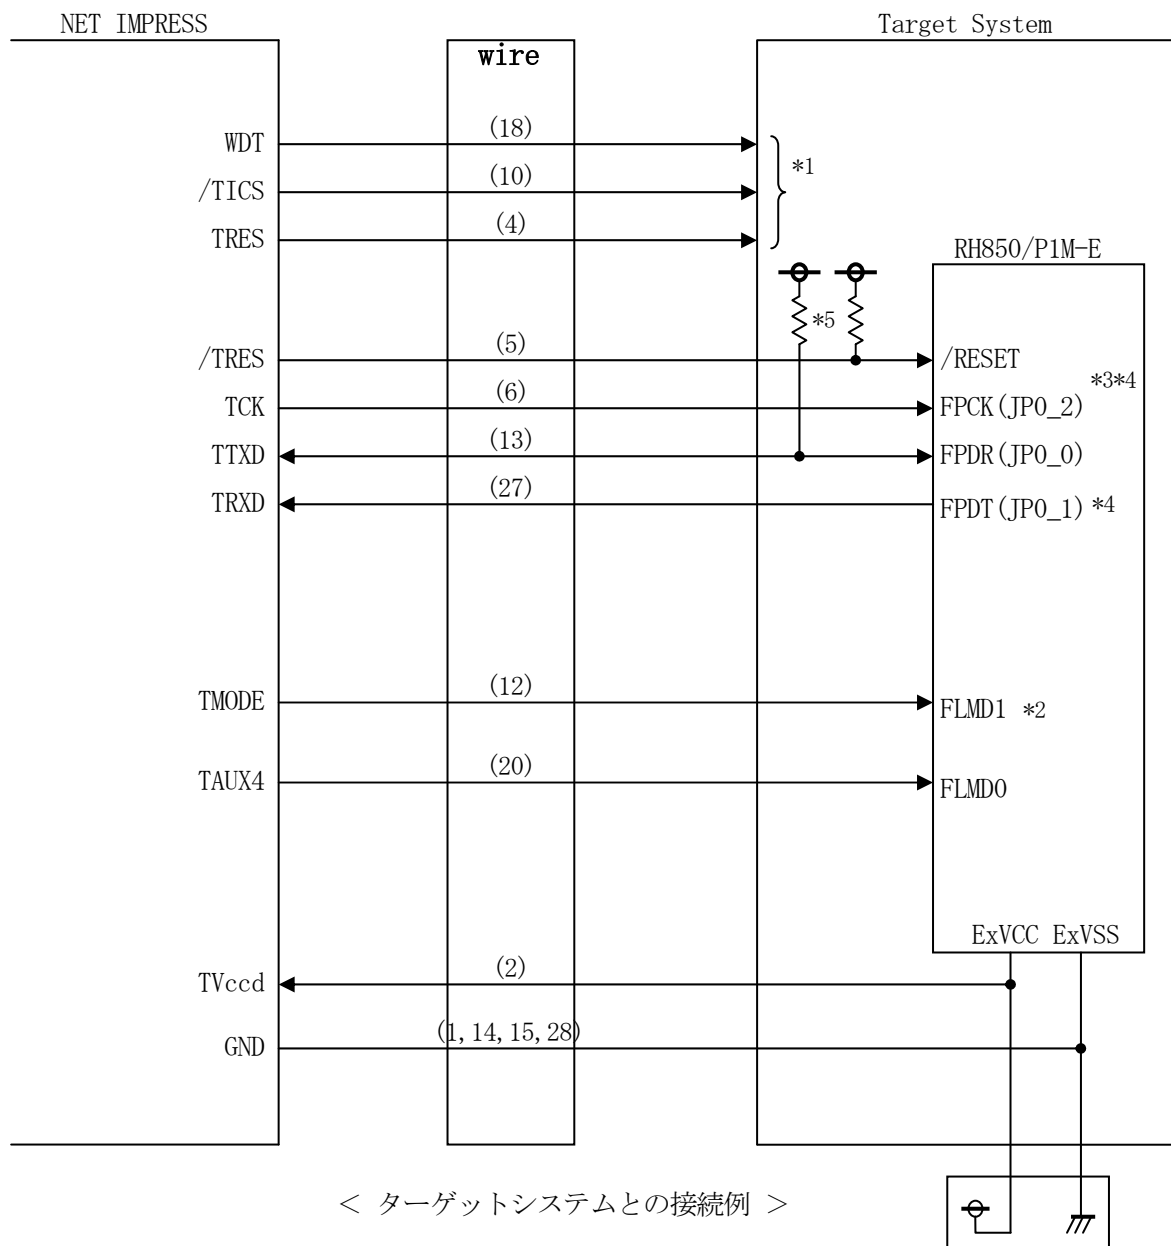 NET IMPRESS
Target System
wire
WDT (18) *1
/TICS (10)
TRES (4)
RH850/P1M-E
*5
/TRES (5) /RESET
*3*4
TCK (6) FPCK(JP0_2)
TTXD (13) FPDR(JP0_0)
TRXD (27) FPDT(JP0_1) *4
TMODE (12) FLMD1 *2
TAUX4 (20) FLMD0
ExVCC ExVSS
TVccd (2)
GND (1,14,15,28)
< ターゲットシステムとの接続例 >